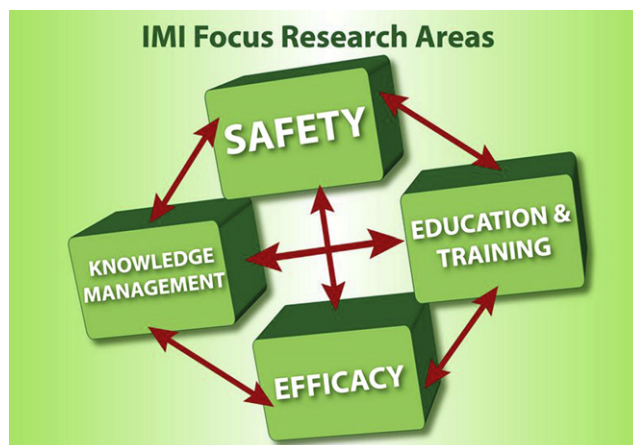 IMI Focus Research Areas
SAFETY
EDUCATION &
TRAINING
KNOWLEDGE
MANAGEMENT
EFFICACY